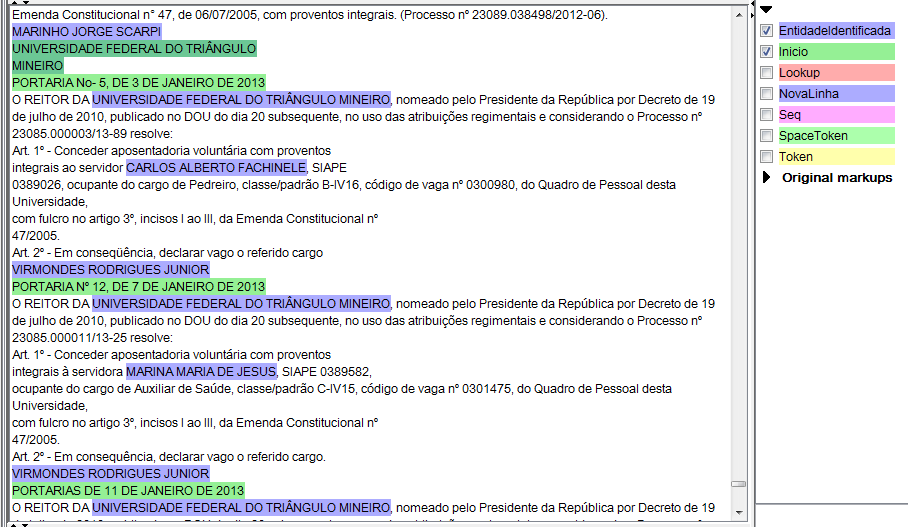 Emenda Constitucional n° 47, de 06/07/2005, com proventos integrais. (Processo nº 23089.038498/2012-06).
MARINHO JORGE SCARPI
UNIVERSIDADE FEDERAL DO TRIÂNGULO
MINEIRO
PORTARIA No- 5, DE 3 DE JANEIRO DE 2013
O REITOR DA UNIVERSIDADE FEDERAL DO TRIÂNGULO MINEIRO, nomeado pelo Presidente da República por Decreto de 19
de julho de 2010, publicado no DOU do dia 20 subsequente, no uso das atribuições regimentais e considerando o Processo nº
23085.000003/13-89 resolve:
Art. 1º - Conceder aposentadoria voluntária com proventos
integrais ao servidor CARLOS ALBERTO FACHINELE, SIAPE
0389026, ocupante do cargo de Pedreiro, classe/padrão B-IV16, código de vaga nº 0300980, do Quadro de Pessoal desta
Universidade,
com fulcro no artigo 3º, incisos I ao III, da Emenda Constitucional nº
47/2005.
Art. 2º - Em conseqüência, declarar vago o referido cargo
VIRMONDES RODRIGUES JUNIOR
PORTARIA Nº 12, DE 7 DE JANEIRO DE 2013
O REITOR DA UNIVERSIDADE FEDERAL DO TRIÂNGULO MINEIRO, nomeado pelo Presidente da República por Decreto de 19
de julho de 2010, publicado no DOU do dia 20 subsequente, no uso das atribuições regimentais e considerando o Processo nº
23085.000011/13-25 resolve:
Art. 1º - Conceder aposentadoria voluntária com proventos
integrais à servidora MARINA MARIA DE JESUS, SIAPE 0389582,
ocupante do cargo de Auxiliar de Saúde, classe/padrão C-IV15, código de vaga nº 0301475, do Quadro de Pessoal desta
Universidade,
com fulcro no artigo 3º, incisos I ao III, da Emenda Constitucional nº
47/2005.
Art. 2º - Em consequência, declarar vago o referido cargo.
VIRMONDES RODRIGUES JUNIOR
PORTARIAS DE 11 DE JANEIRO DE 2013
O REITOR DA UNIVERSIDADE FEDERAL DO TRIÂNGULO MINEIRO, nomeado pelo Presidente da República por Decreto de 19
EntidadeIdentificada
Inicio
Lookup
NovaLinha
Seq
SpaceToken
Token
Original markups